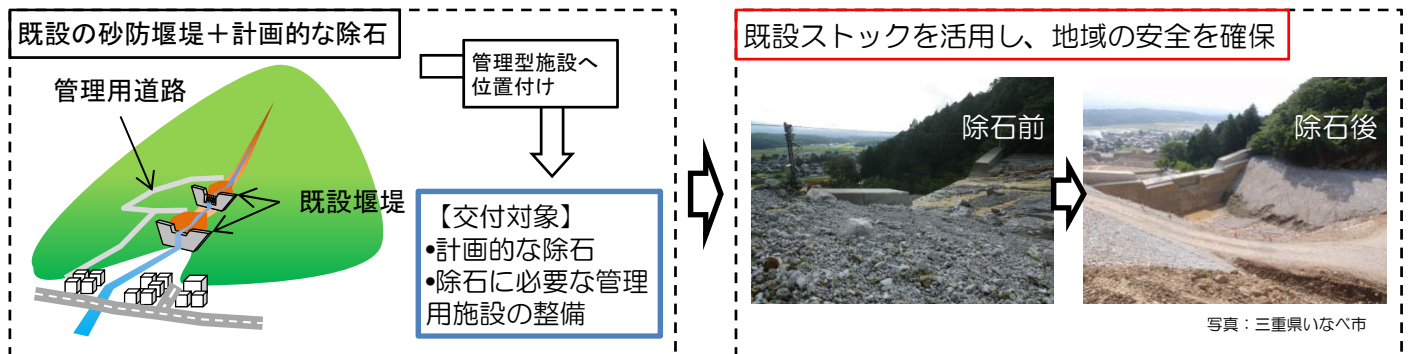 既設の砂防堰堤＋計画的な除石
管理用道路
既設堰堤
管理型施設へ
位置付け
【交付対象】
•計画的な除石
•除石に必要な管理
用施設の整備
既設ストックを活用し、地域の安全を確保
除石前
除石後
写真：三重県いなべ市